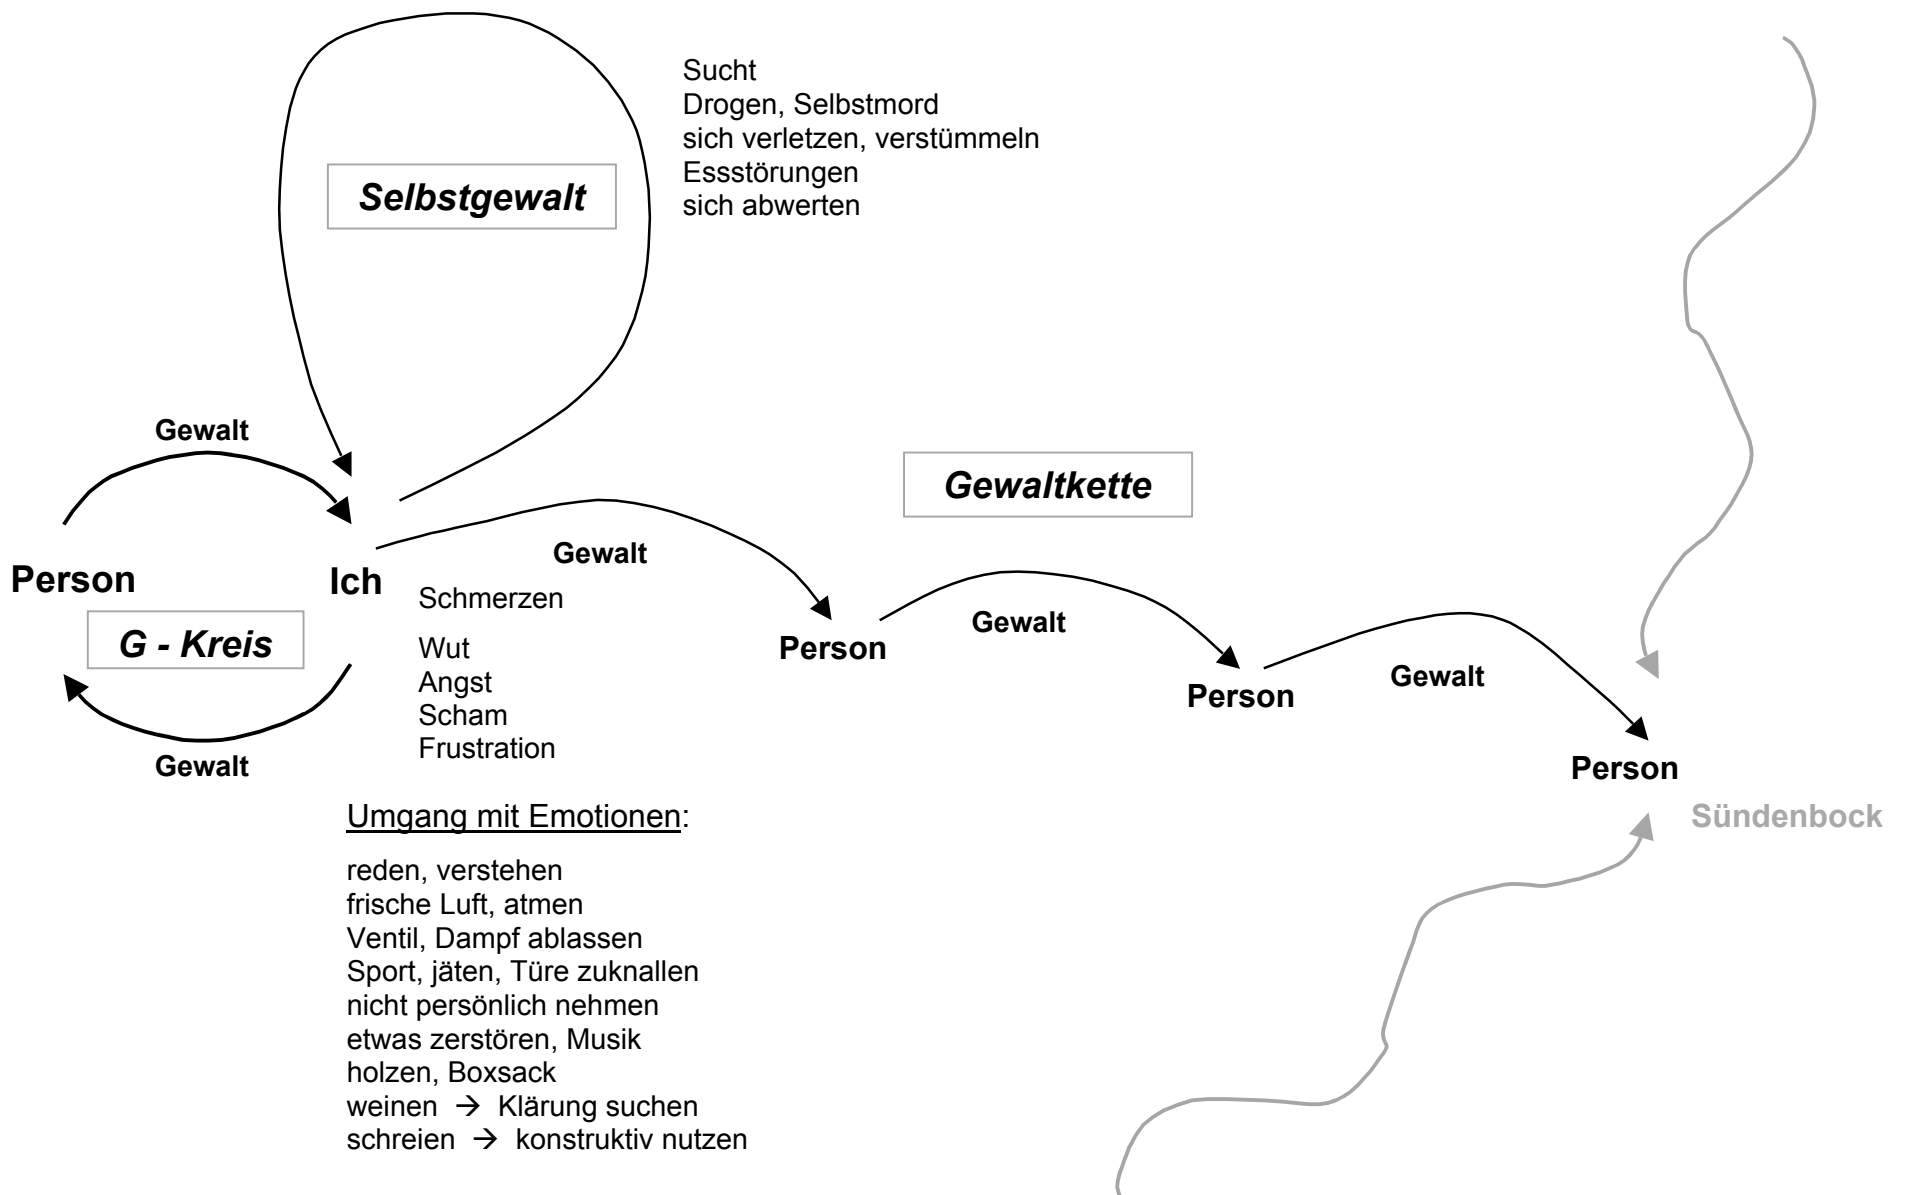 Sucht
Drogen, Selbstmord
sich verletzen, verstümmeln
Essstörungen
sich abwerten
Selbstgewalt
Gewalt
Gewaltkette
Person
Ich
Gewalt
Schmerzen
G - Kreis
Wut
Angst
Scham
Frustration
Gewalt
Person
Gewalt
Person
Gewalt
Person
Sündenbock
Umgang mit Emotionen:
reden, verstehen
frische Luft, atmen
Ventil, Dampf ablassen
Sport, jäten, Türe zuknallen
nicht persönlich nehmen
etwas zerstören, Musik
holzen, Boxsack
weinen → Klärung suchen
schreien → konstruktiv nutzen